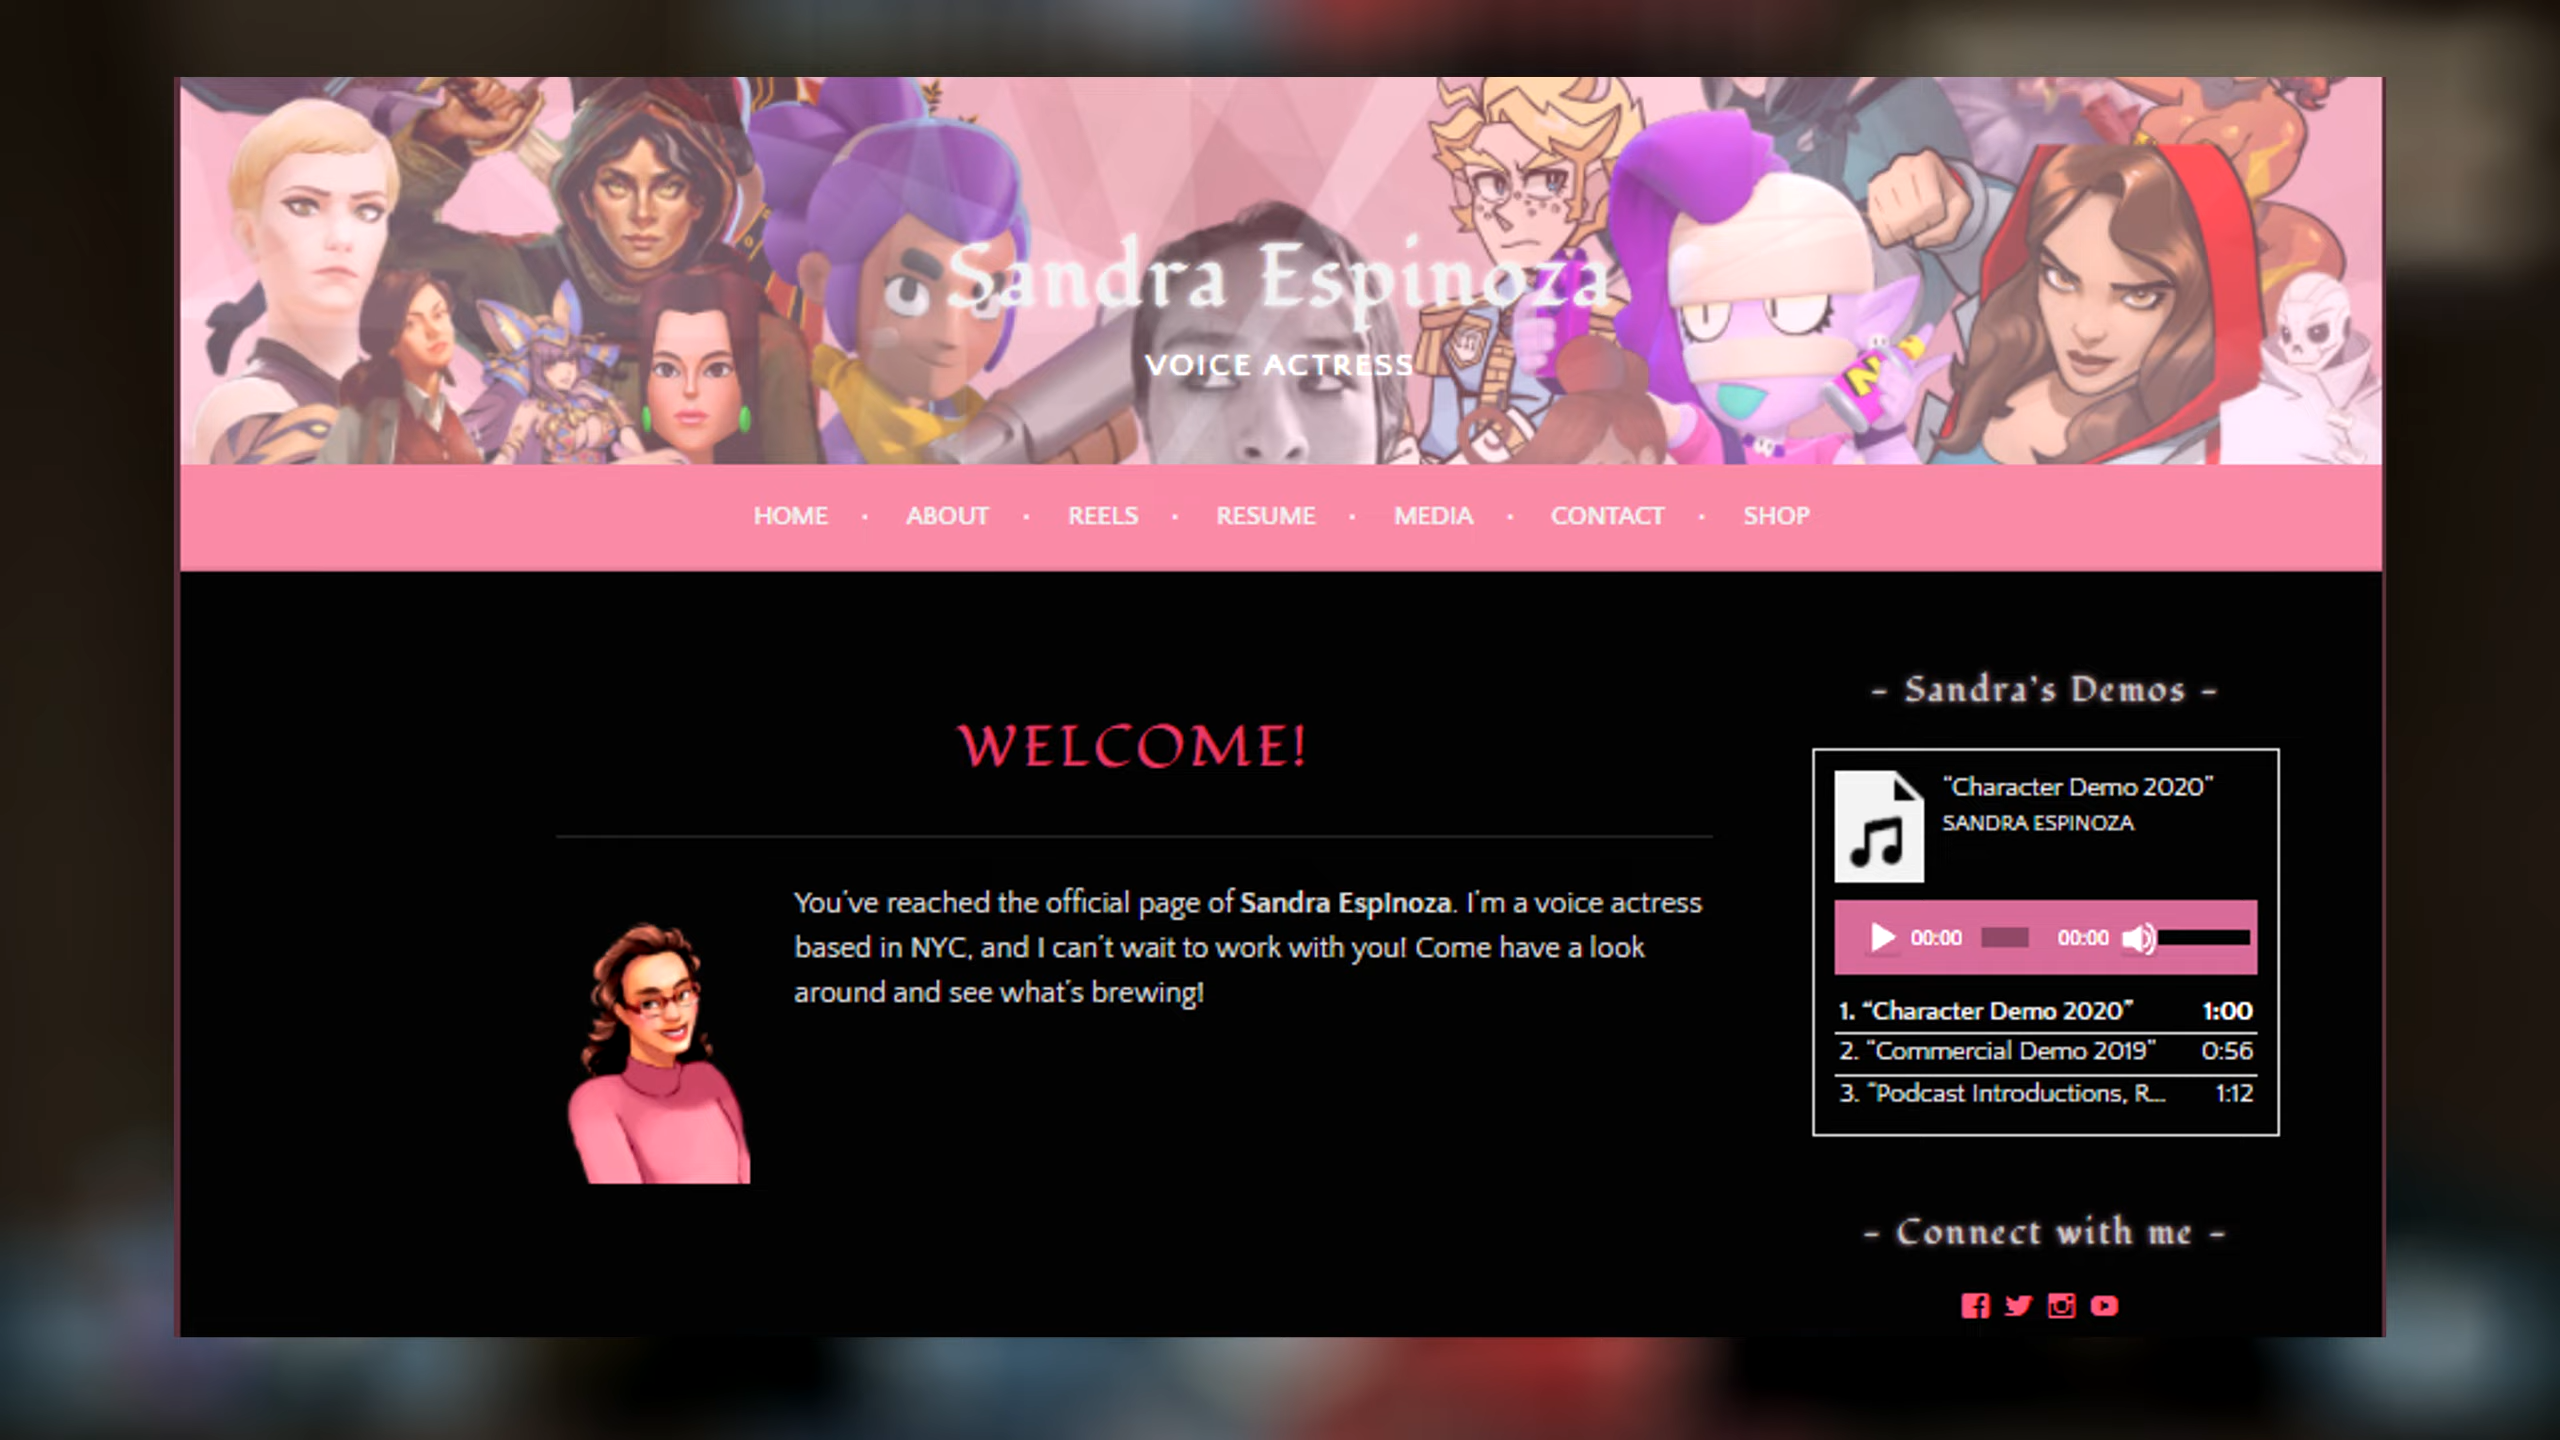 Sandra Espinoza
VOICE ACTRESS
HOME · ABOUT · REELS · RESUME · MEDIA · CONTACT · SHOP
WELCOME!
You've reached the official page of Sandra EspInoza. I'm a voice actress
based in NYC, and I can't wait to work with you! Come have a look
around and see what's brewing!
– Sandra's Demos –
"Character Demo 2020"
SANDRA ESPINOZA
00:00 00:00
1. "Character Demo 2020" 1:00
2. "Commercial Demo 2019" 0:56
3. "Podcast Introductions, R... 1:12
– Connect with me –